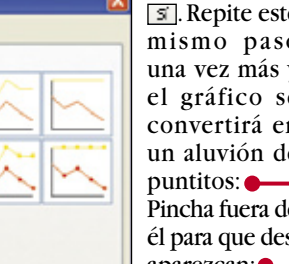 Sí. Repite este
mismo paso
una vez más y
el gráfico se
convertirá en
un aluvión de
puntitos:
Pincha fuera de
él para que des
aparezcan: